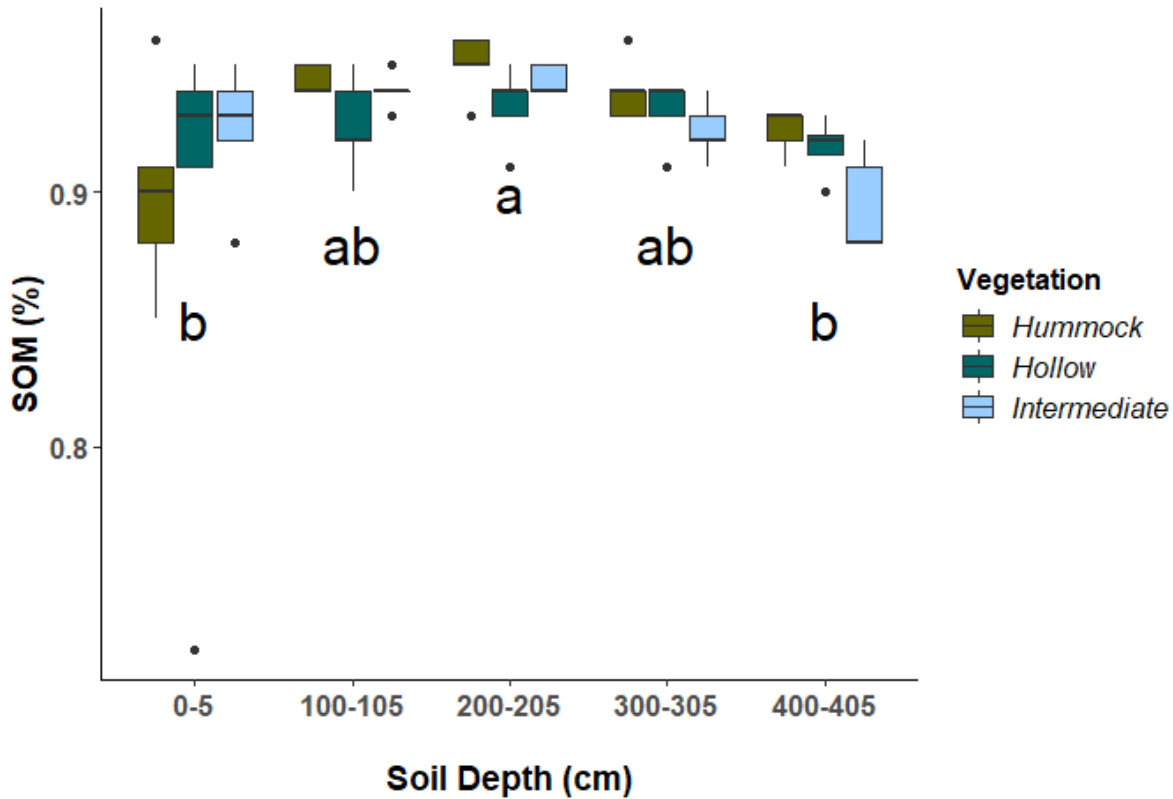 SOM (%)
0.9
0.8
b
ab
a
ab
b
0-5
100-105
200-205
300-305
400-405
Soil Depth (cm)
Vegetation
Hummock
Hollow
Intermediate